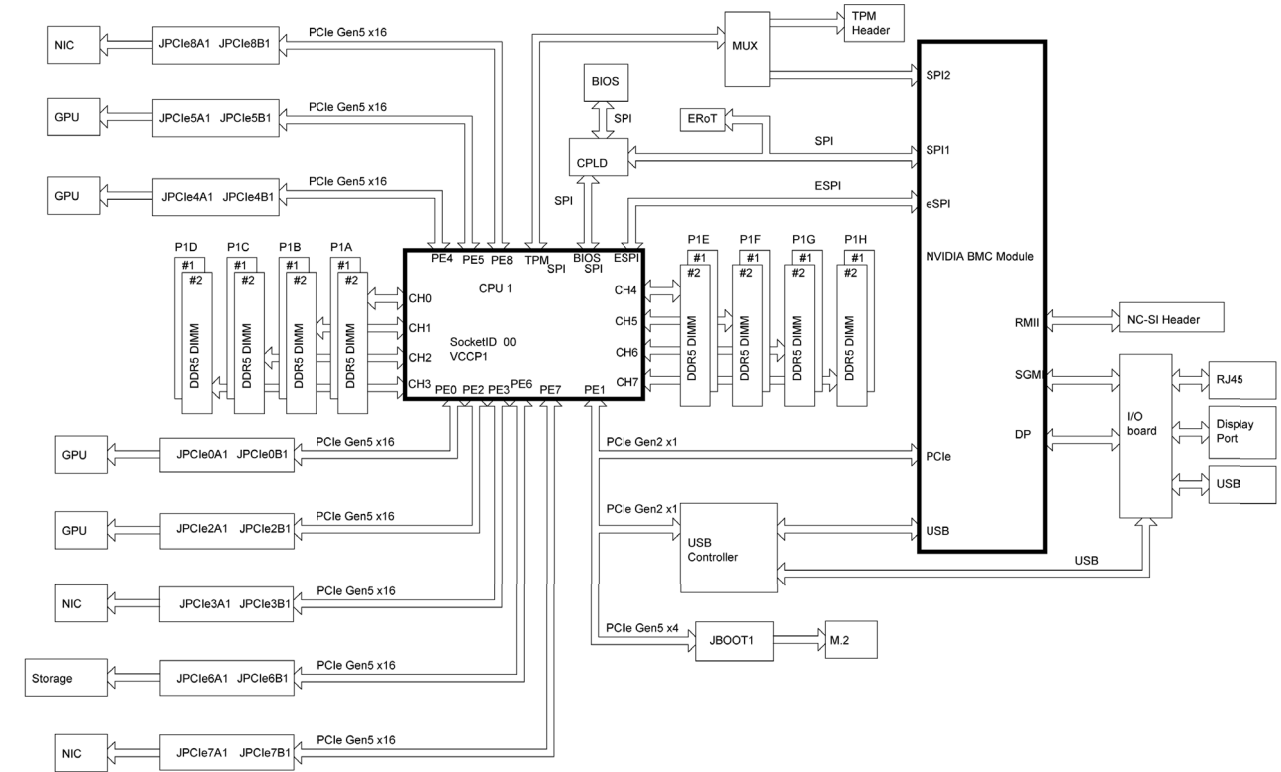 NIC
JPCIe8A1 JPCIe8B1
PCIe Gen5 x16
GPU
JPCIe5A1 JPCIe5B1
PCIe Gen5 x16
GPU
JPCIe4A1 JPCIe4B1
PCIe Gen5 x16
MUX
TPM
Header
BIOS
SPI
ERoT
CPLD
SPI
SPI
ESPI
SPI2
SPI1
eSPI
NVIDIA BMC Module
RMII
SGMII
DP
PCIe
USB
P1D
P1C
P1B
P1A
#1
#1
#1
#1
#2
#2
#2
#2
DDR5 DIMM
DDR5 DIMM
DDR5 DIMM
DDR5 DIMM
PE4 PE5 PE8 TPM SPI BIOS SPI ESPI
CPU 1
CH0
CH1
CH2
CH3
CH4
CH5
CH6
CH7
SocketID 00
VCCP1
PE0 PE2 PE3 PE6 PE7 PE1
P1E
P1F
P1G
P1H
#1
#1
#1
#1
#2
#2
#2
#2
DDR5 DIMM
DDR5 DIMM
DDR5 DIMM
DDR5 DIMM
NC-SI Header
I/O
board
RJ45
Display
Port
USB
GPU
JPCIe0A1 JPCIe0B1
PCIe Gen5 x16
GPU
JPCIe2A1 JPCIe2B1
PCIe Gen5 x16
NIC
JPCIe3A1 JPCIe3B1
PCIe Gen5 x16
Storage
JPCIe6A1 JPCIe6B1
PCIe Gen5 x16
NIC
JPCIe7A1 JPCIe7B1
PCIe Gen5 x16
PCie Gen2 x1
PCie Gen2 x1
USB
Controller
USB
PCIe Gen5 x4
JBOOT1
M.2